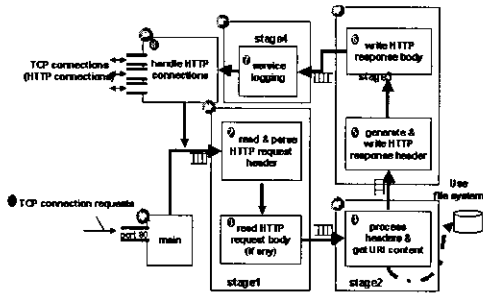 TCP connections
(HTTP connections)
handle HTTP
connections
stage4
service
logging
write HTTP
response body
stage3
generate &
write HTTP
response header
read & parse
HTTP request
header
TCP connection requests
port 80
main
read HTTP
request body
(if any)
stage1
process
headers &
get URI content
stage2
Use
file system